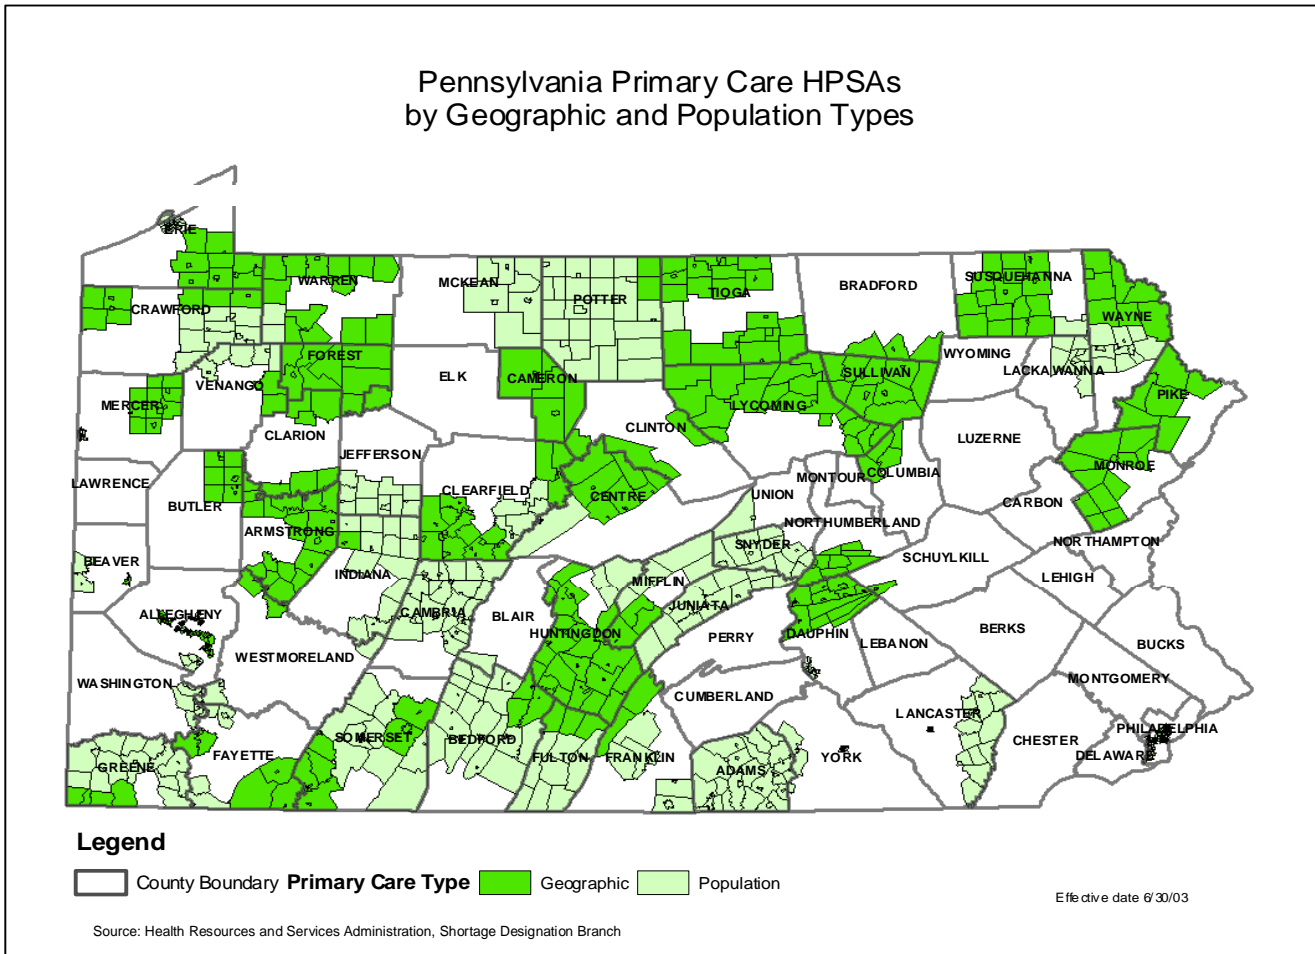 Pennsylvania Primary Care HPSAs
by Geographic and Population Types
ERIE
WARREN
MCKEAN
POTTER
TIOGA
BRADFORD
SUSQUEHANNA
CRAWFORD
WAYNE
FOREST
VENANGO
ELK
CAMERON
SULLIVAN
WYOMING
LACKAWANNA
MERCER
LYCOMING
PIKE
CLARION
CLINTON
LUZERNE
JEFFERSON
MONROE
LAWRENCE
CLEARFIELD
CENTRE
MONTOUR
COLUMBIA
BUTLER
UNION
CARBON
ARMSTRONG
NORTHUMBERLAND
BEAVER
SNYDER
SCHUYLKILL
NORTHAMPTON
INDIANA
MIFFLIN
LEHIGH
ALLEGHENY
CAMBRIA
BLAIR
JUNIATA
HUNTINGDON
PERRY
DAUPHIN
LEBANON
BERKS
BUCKS
WESTMORELAND
WASHINGTON
CUMBERLAND
MONTGOMERY
LANCASTER
SOMERSET
BEDFORD
PHILADELPHIA
CHESTER
GREENE
FAYETTE
FULTON
FRANKLIN
ADAMS
YORK
DELAWARE
Legend
County Boundary Primary Care Type Geographic Population
Effective date 6/30/03
Source: Health Resources and Services Administration, Shortage Designation Branch